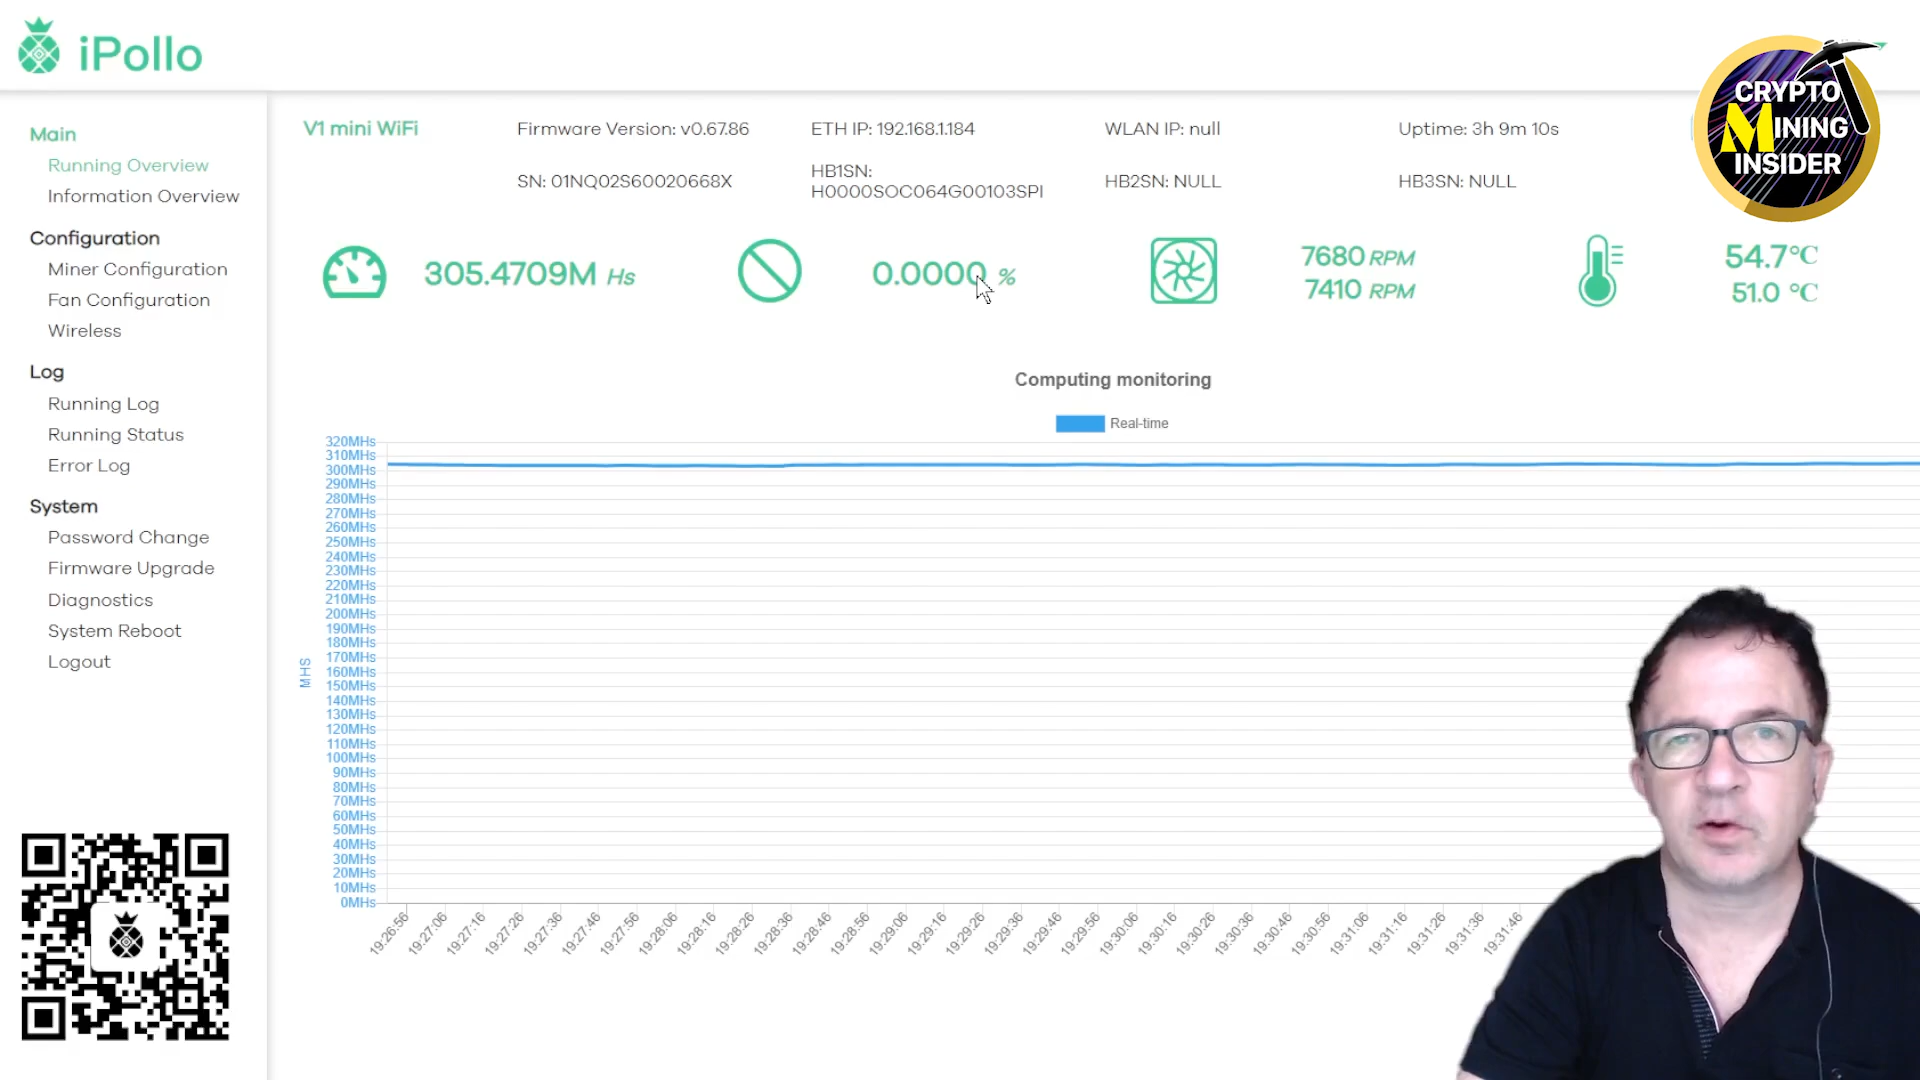 iPollo
CRYPTO
MINING
INSIDER
Main
Running Overview
Information Overview
Configuration
Miner Configuration
Fan Configuration
Wireless
Log
Running Log
Running Status
Error Log
System
Password Change
Firmware Upgrade
Diagnostics
System Reboot
Logout
V1 mini WiFi
Firmware Version: v0.67.86
ETH IP: 192.168.1.184
WLAN IP: null
Uptime: 3h 9m 10s
SN: 01NQ02S60020668X
HB1SN:
H0000SOC064G00103SPI
HB2SN: NULL
HB3SN: NULL
305.4709M Hs
0.0000 %
7680 RPM
7410 RPM
54.7°C
51.0 °C
Computing monitoring
Real-time
320MHs
310MHs
300MHs
290MHs
280MHs
270MHs
260MHs
250MHs
240MHs
230MHs
220MHs
210MHs
200MHs
190MHs
180MHs
170MHs
160MHs
150MHs
140MHs
130MHs
120MHs
110MHs
100MHs
90MHs
80MHs
70MHs
60MHs
50MHs
40MHs
30MHs
20MHs
10MHs
0MHs
MHS
19:26:56
19:27:06
19:27:16
19:27:26
19:27:36
19:27:46
19:27:56
19:28:06
19:28:16
19:28:26
19:28:36
19:28:46
19:28:56
19:29:06
19:29:16
19:29:26
19:29:36
19:29:46
19:29:56
19:30:06
19:30:16
19:30:26
19:30:36
19:30:46
19:30:56
19:31:06
19:31:16
19:31:26
19:31:36
19:31:46